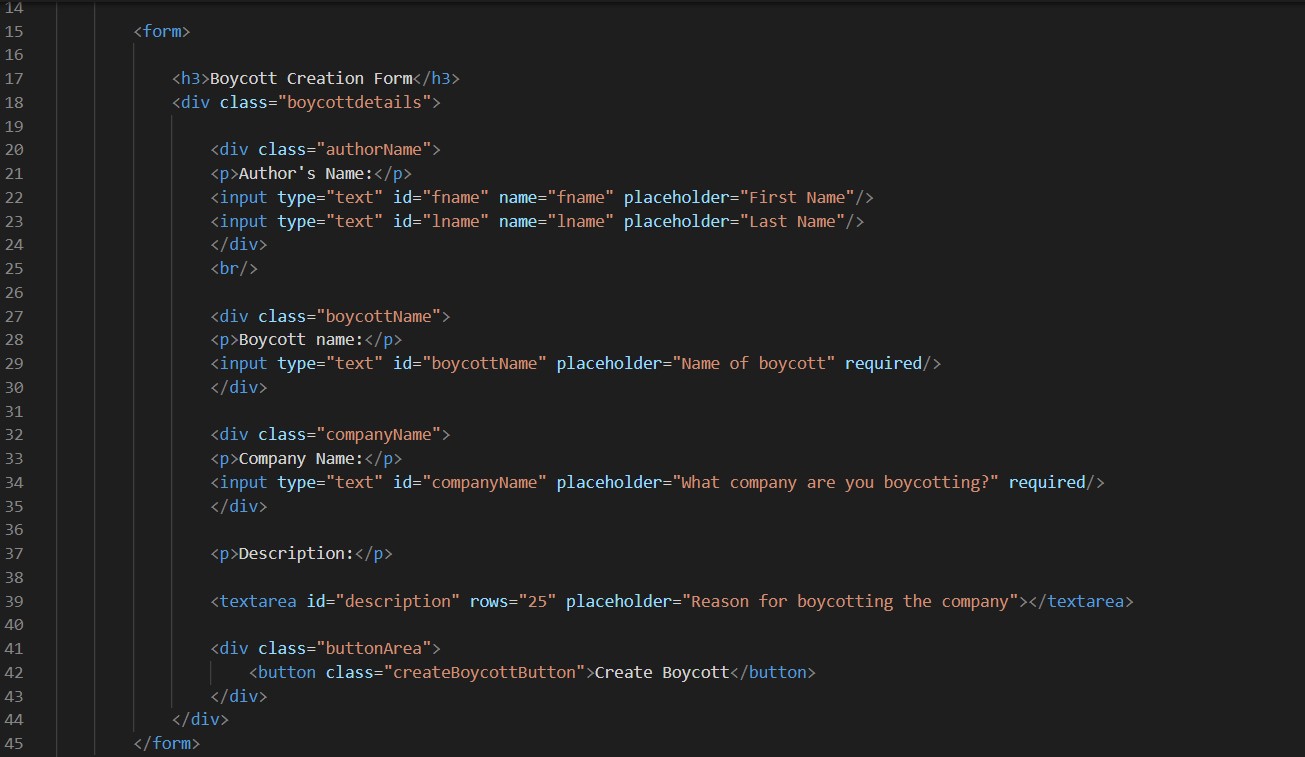 14
15 <form>
16
17 <h3>Boycott Creation Form</h3>
18 <div class="boycottdetails">
19
20 <div class="authorName">
21 <p>Author's Name:</p>
22 <input type="text" id="fname" name="fname" placeholder="First Name"/>
23 <input type="text" id="lname" name="lname" placeholder="Last Name"/>
24 </div>
25 <br/>
26
27 <div class="boycottName">
28 <p>Boycott name:</p>
29 <input type="text" id="boycottName" placeholder="Name of boycott" required/>
30 </div>
31
32 <div class="companyName">
33 <p>Company Name:</p>
34 <input type="text" id="companyName" placeholder="What company are you boycotting?" required/>
35 </div>
36
37 <p>Description:</p>
38
39 <textarea id="description" rows="25" placeholder="Reason for boycotting the company"></textarea>
40
41 <div class="buttonArea">
42 <button class="createBoycottButton">Create Boycott</button>
43 </div>
44 </div>
45 </form>